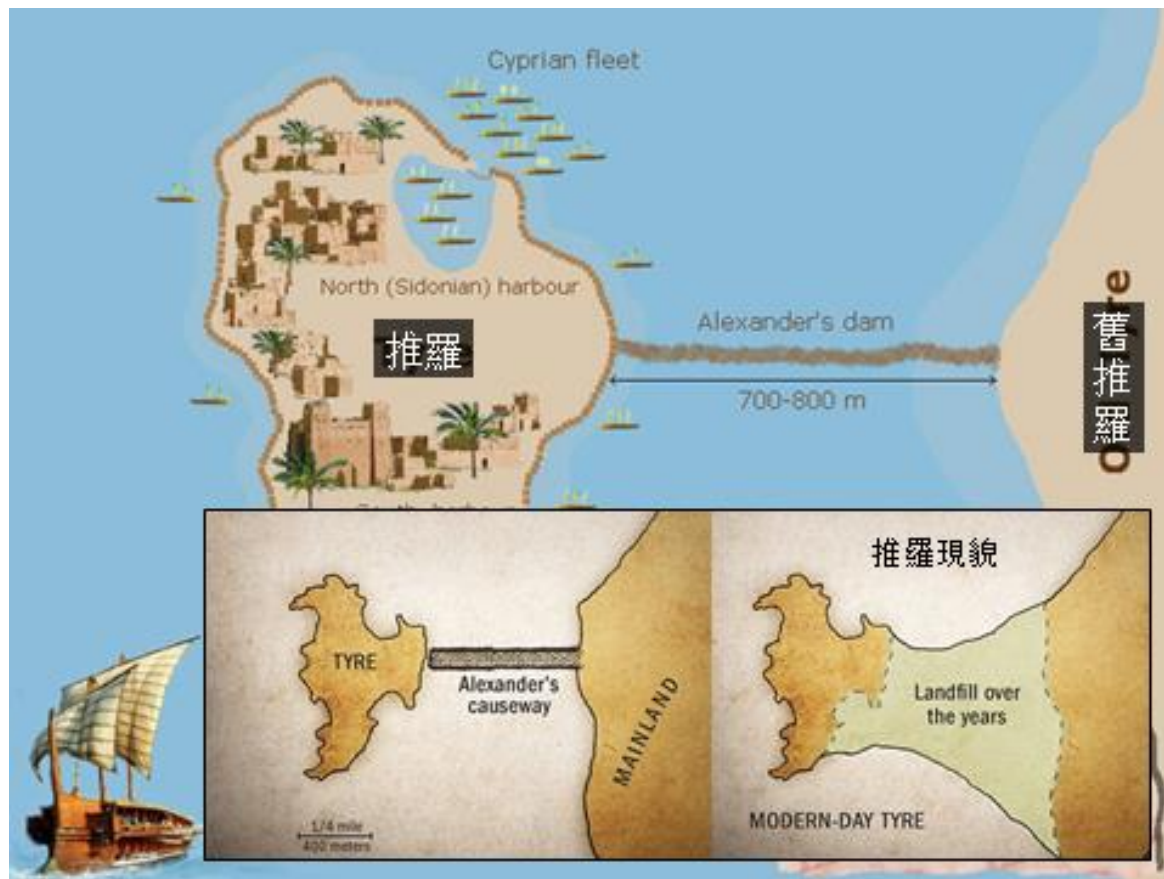 Cyprian fleet
North (Sidonian) harbour
推羅
Alexander's dam
700-800 m
舊推羅
TYRE
Alexander's
causeway
MAINLAND
1/4 mile
400 meters
推羅現貌
Landfill over
the years
MODERN-DAY TYRE